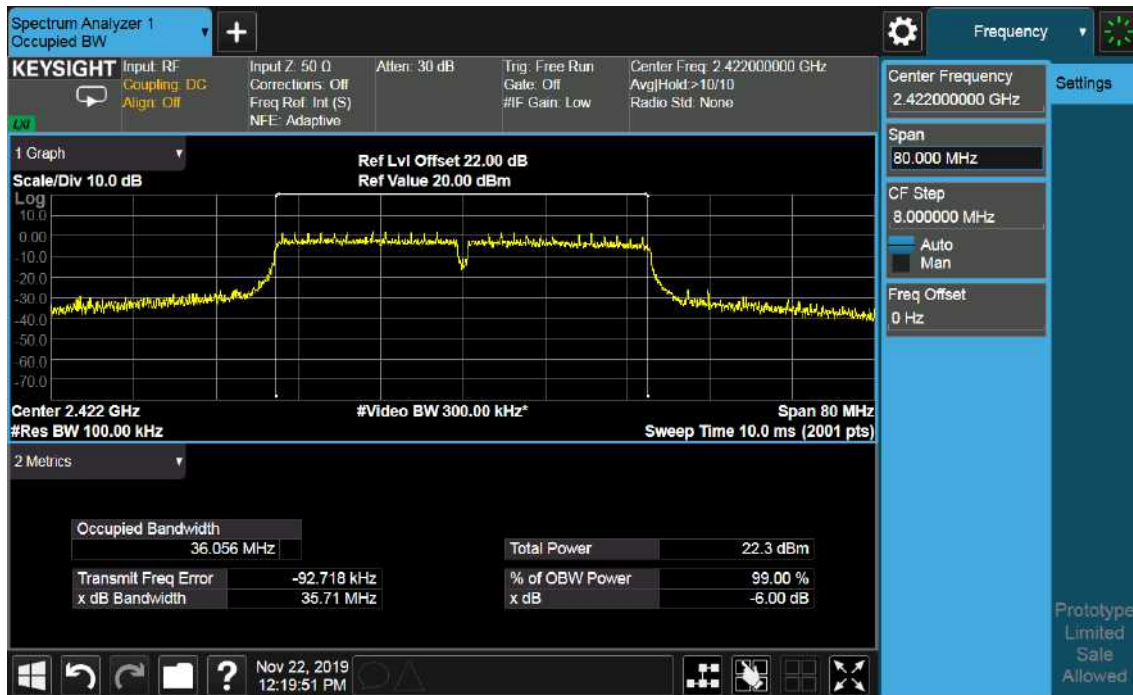 Spectrum Analyzer 1
Occupied BW
Frequency
KEYSIGHT
LXI
Input: RF
Coupling: DC
Align: Off
Input Z: 50 Ω
Corrections: Off
Freq Ref: Int (S)
NFE: Adaptive
Atten: 30 dB
Trig: Free Run
Gate: Off
#IF Gain: Low
Center Freq: 2.422000000 GHz
Avg|Hold:>10/10
Radio Std: None
Center Frequency
2.422000000 GHz
Settings
Span
80.000 MHz
CF Step
8.000000 MHz
Auto
Man
Freq Offset
0 Hz
1 Graph
Scale/Div 10.0 dB
Ref Lvl Offset 22.00 dB
Ref Value 20.00 dBm
Log
10.0
0.00
-10.0
-20.0
-30.0
-40.0
-50.0
-60.0
-70.0
Center 2.422 GHz
#Video BW 300.00 kHz*
Span 80 MHz
#Res BW 100.00 kHz
Sweep Time 10.0 ms (2001 pts)
2 Metrics
Occupied Bandwidth
36.056 MHz
Total Power 22.3 dBm
Transmit Freq Error -92.718 kHz
% of OBW Power 99.00 %
x dB Bandwidth 35.71 MHz
x dB -6.00 dB
Prototype
Limited
Sale
Allowed
?
Nov 22, 2019
12:19:51 PM